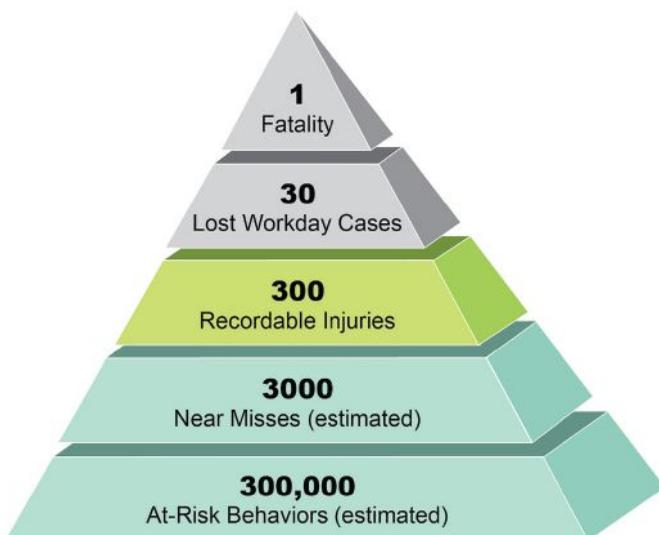 1
Fatality
30
Lost Workday Cases
300
Recordable Injuries
3000
Near Misses (estimated)
300,000
At-Risk Behaviors (estimated)